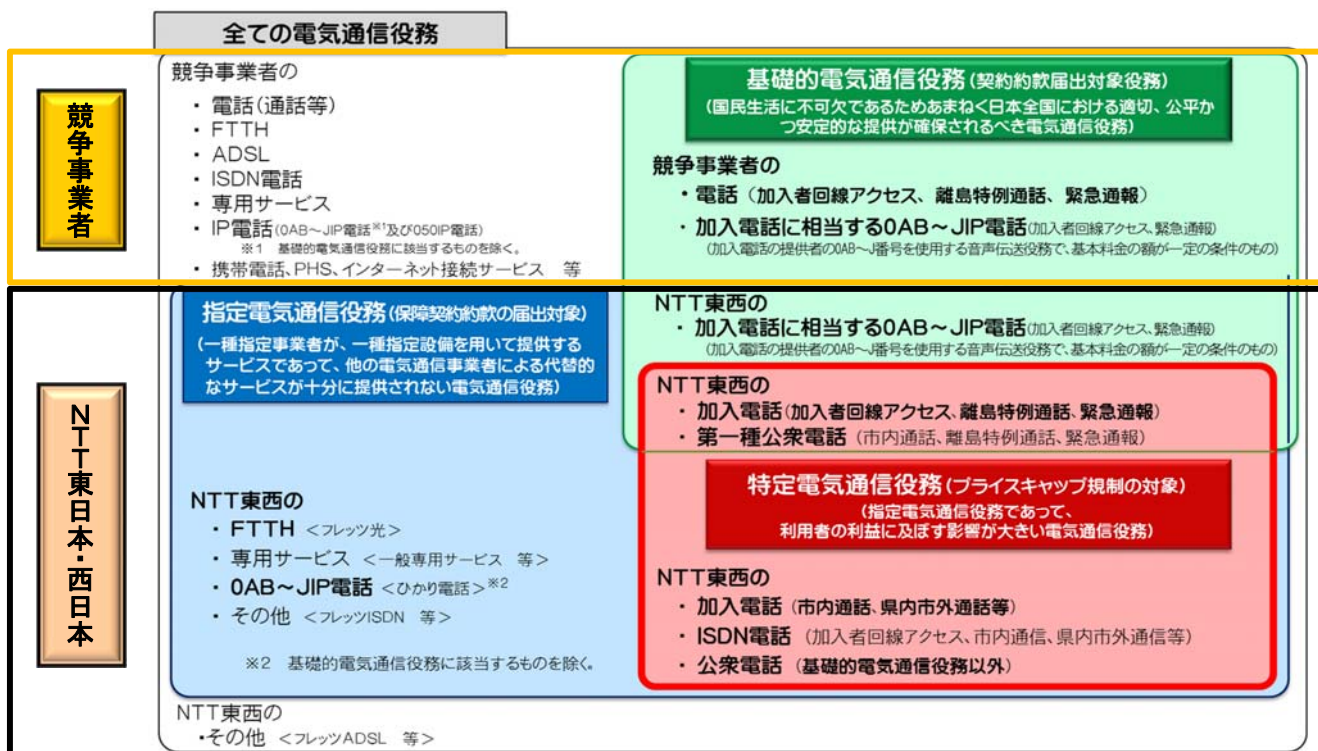 全ての電気通信役務
競争事業者
競争事業者の
・ 電話(通話等)
・ FTTH
・ ADSL
・ ISDN電話
・ 専用サービス
・ IP電話(0AB~JIP電話※1及び050IP電話)
※1 基礎的電気通信役務に該当するものを除く。
・ 携帯電話、PHS、インターネット接続サービス 等
基礎的電気通信役務(契約約款届出対象役務)
(国民生活に不可欠であるためあまねく日本全国における適切、公平か
つ安定的な提供が確保されるべき電気通信役務)
競争事業者の
・電話 (加入者回線アクセス、離島特例通話、緊急通報)
・加入電話に相当する0AB~JIP電話(加入者回線アクセス、緊急通報)
(加入電話の提供者の0AB~J番号を使用する音声伝送役務で、基本料金の額が一定の条件のもの)
NTT東日本・西日本
指定電気通信役務(保障契約約款の届出対象)
(一種指定事業者が、一種指定設備を用いて提供する
サービスであって、他の電気通信事業者による代替的
なサービスが十分に提供されない電気通信役務)
NTT東西の
・加入電話に相当する0AB~JIP電話(加入者回線アクセス、緊急通報)
(加入電話の提供者の0AB~J番号を使用する音声伝送役務で、基本料金の額が一定の条件のもの)
NTT東西の
・ 加入電話(加入者回線アクセス、離島特例通話、緊急通報)
・ 第一種公衆電話 (市内通話、離島特例通話、緊急通報)
特定電気通信役務(プライスキャップ規制の対象)
(指定電気通信役務であって、
利用者の利益に及ぼす影響が大きい電気通信役務)
NTT東西の
・ FTTH <フレッツ光>
・ 専用サービス <一般専用サービス 等>
・ 0AB~JIP電話 <ひかり電話>※2
・ その他 <フレッツISDN 等>
※2 基礎的電気通信役務に該当するものを除く。
NTT東西の
・ 加入電話 (市内通話、県内市外通話等)
・ ISDN電話 (加入者回線アクセス、市内通信、県内市外通信等)
・ 公衆電話 (基礎的電気通信役務以外)
NTT東西の
・その他 <フレッツADSL 等>